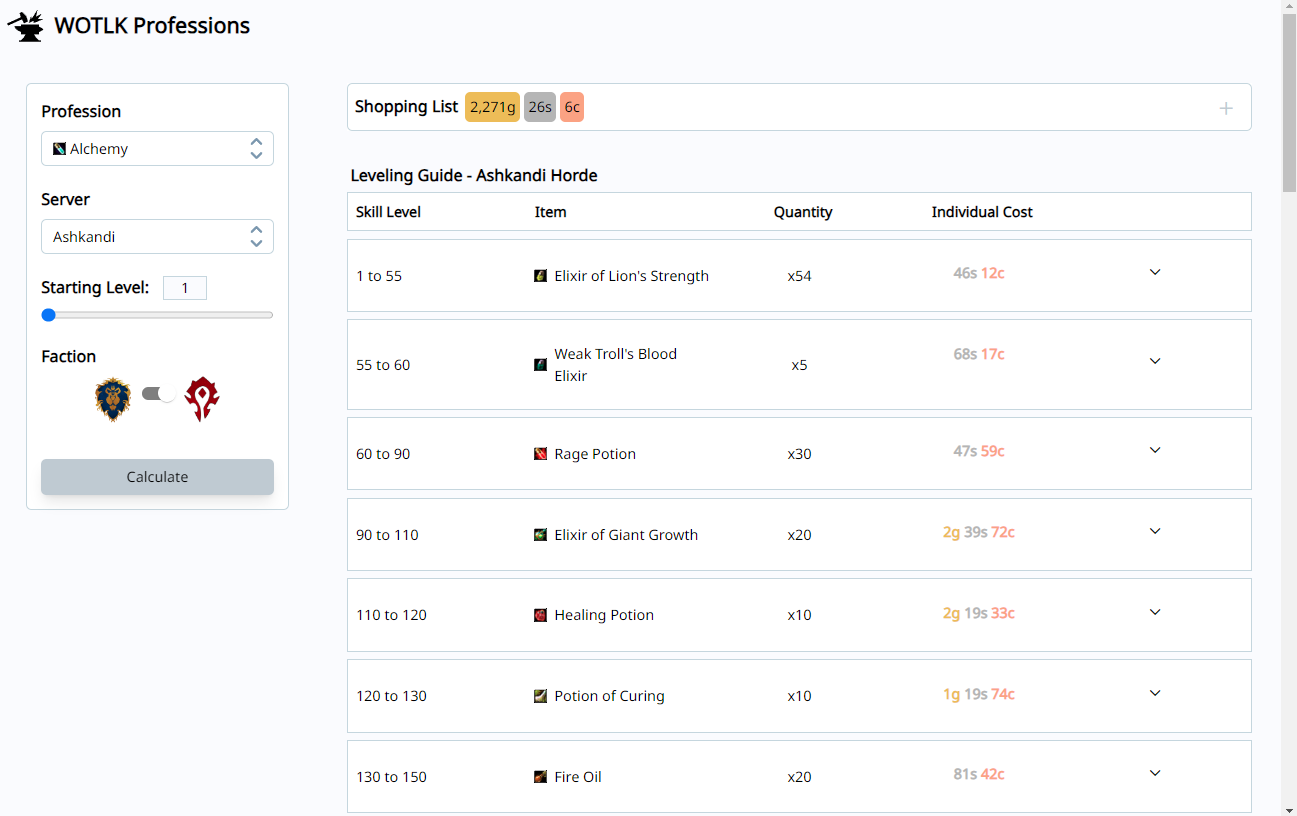 WOTLK Professions
Profession
Alchemy
Server
Ashkandi
Starting Level: 1
Faction
Calculate
Shopping List 2,271g 26s 6c
Leveling Guide - Ashkandi Horde
Skill Level Item Quantity Individual Cost
1 to 55 Elixir of Lion's Strength x54 46s 12c
55 to 60 Weak Troll's Blood
Elixir x5 68s 17c
60 to 90 Rage Potion x30 47s 59c
90 to 110 Elixir of Giant Growth x20 2g 39s 72c
110 to 120 Healing Potion x10 2g 19s 33c
120 to 130 Potion of Curing x10 1g 19s 74c
130 to 150 Fire Oil x20 81s 42c